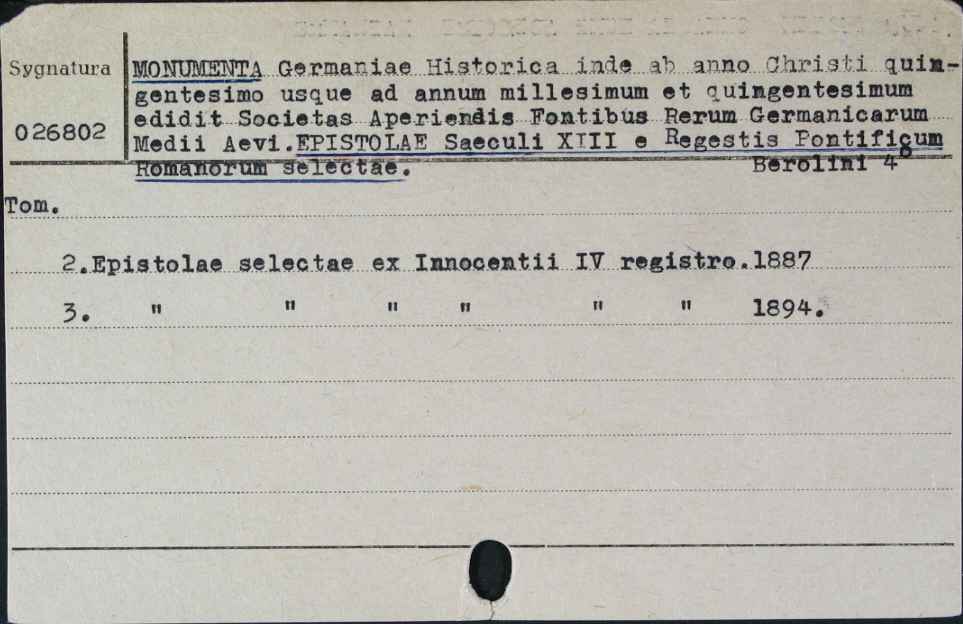 Sygnatura
026802
MONUMENTA Germaniae Historica inde ab anno Christi quin-
gentesimo usque ad annum millesimum et quingentesimum
edidit Societas Aperiendis Fontibus Rerum Germanicarum
Medii Aevi.EPISTOLAE Saeculi XIII e Regestis Pontificum
Romanorum selectae. Berolini 4°
Tom.
2.Epistolae selectae ex Innocentii IV registro.1887
3. " " " " " " 1894.